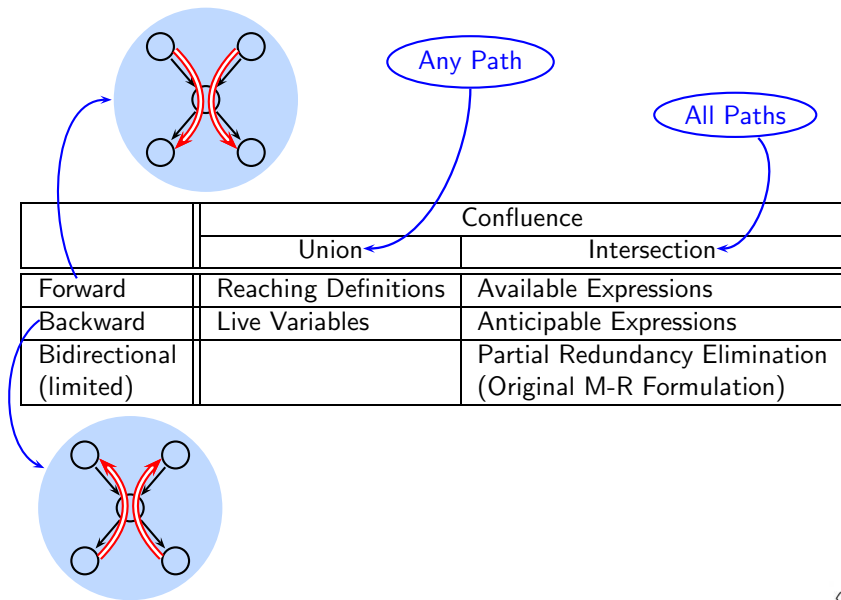 Any Path
All Paths
Confluence
Union Intersection
Forward Reaching Definitions Available Expressions
Backward Live Variables Anticipable Expressions
Bidirectional Partial Redundancy Elimination
(limited) (Original M-R Formulation)